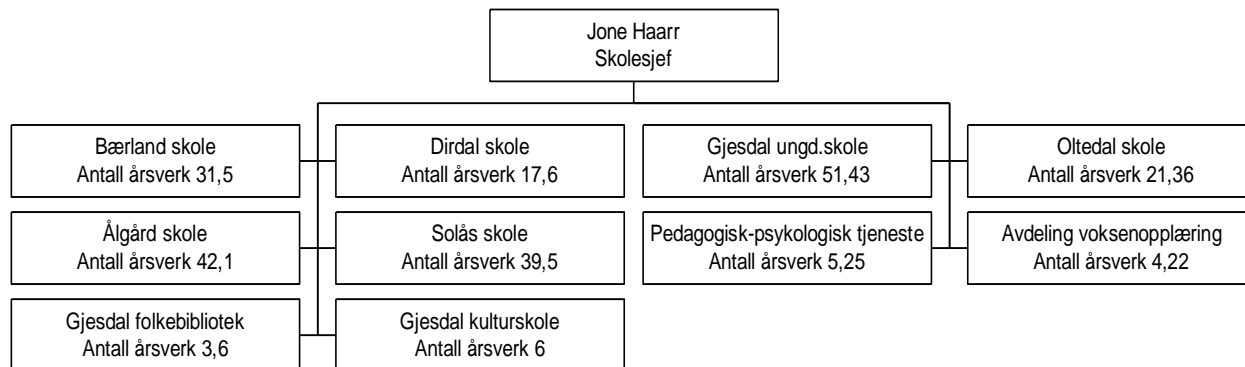 Jone Haarr
Skolesjef
Bærland skole
Antall årsverk 31,5
Dirdal skole
Antall årsverk 17,6
Gjesdal ungd.skole
Antall årsverk 51,43
Oltedal skole
Antall årsverk 21,36
Ålgård skole
Antall årsverk 42,1
Solås skole
Antall årsverk 39,5
Pedagogisk-psykologisk tjeneste
Antall årsverk 5,25
Avdeling voksenopplæring
Antall årsverk 4,22
Gjesdal folkebibliotek
Antall årsverk 3,6
Gjesdal kulturskole
Antall årsverk 6